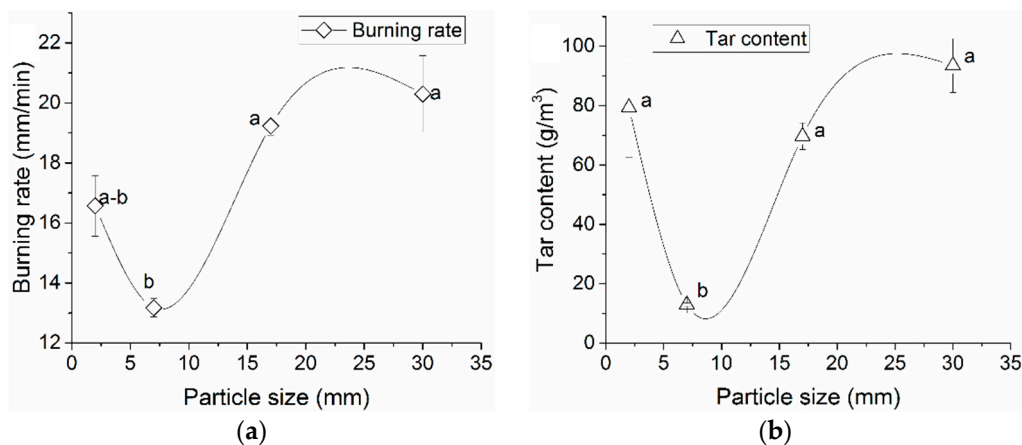 Burning rate
22
20
18
16
14
12
Burning rate (mm/min)
a-b
b
a
a
0 5 10 15 20 25 30 35
Particle size (mm)
(a)
Tar content
100
80
60
40
20
0
Tar content (g/m³)
a
b
a
a
0 5 10 15 20 25 30 35
Particle size (mm)
(b)